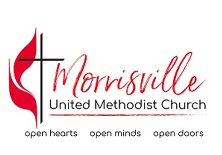 Morrisville
United Methodist Church
open hearts open minds open doors